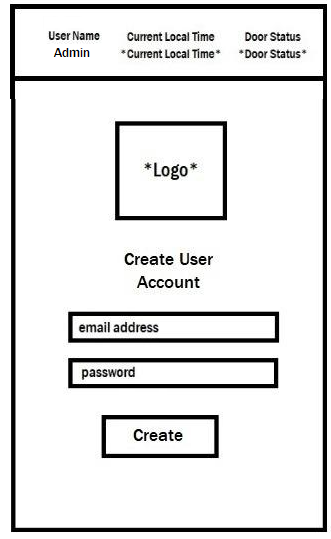 User Name Current Local Time Door Status
Admin *Current Local Time* *Door Status*
*Logo*
Create User
Account
email address
password
Create